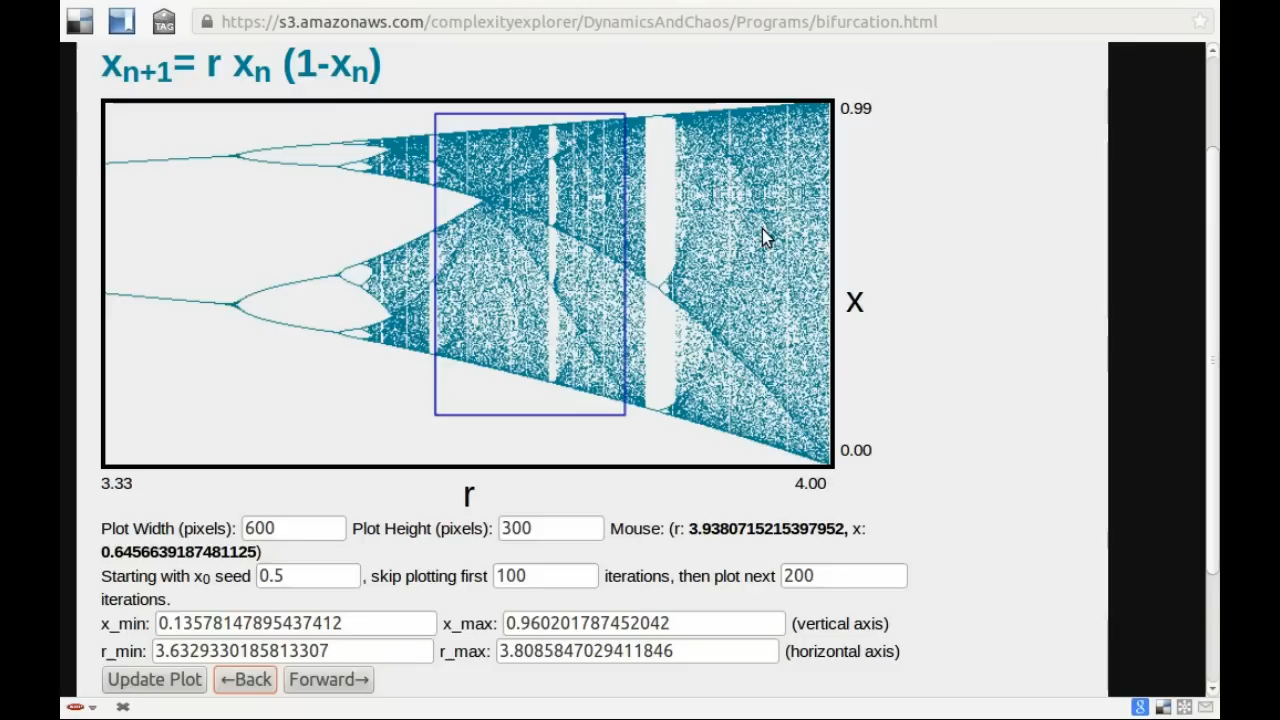 TAG
https://s3.amazonaws.com/complexityexplorer/DynamicsAndChaos/Programs/bifurcation.html
xn+1= r xn (1-xn)
0.99
x
0.00
3.33
r
4.00
Plot Width (pixels): 600 Plot Height (pixels): 300 Mouse: (r: 3.9380715215397952, x:
0.6456639187481125)
Starting with x0 seed 0.5 , skip plotting first 100 iterations, then plot next 200
iterations.
x_min: 0.13578147895437412 x_max: 0.960201787452042 (vertical axis)
r_min: 3.6329330185813307 r_max: 3.8085847029411846 (horizontal axis)
Update Plot ←Back Forward→
8